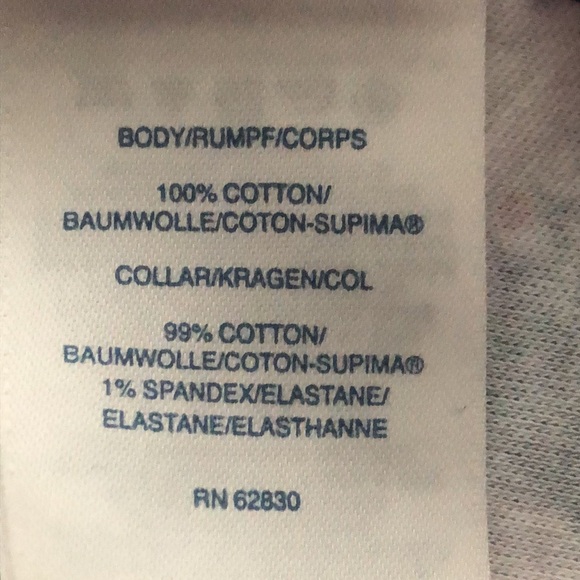 BODY/RUMPF/CORPS
100% COTTON/
BAUMWOLLE/COTON-SUPIMA®
COLLAR/KRAGEN/COL
99% COTTON/
BAUMWOLLE/COTON-SUPIMA®
1% SPANDEX/ELASTANE/
ELASTANE/ELASTHANNE
RN 62830